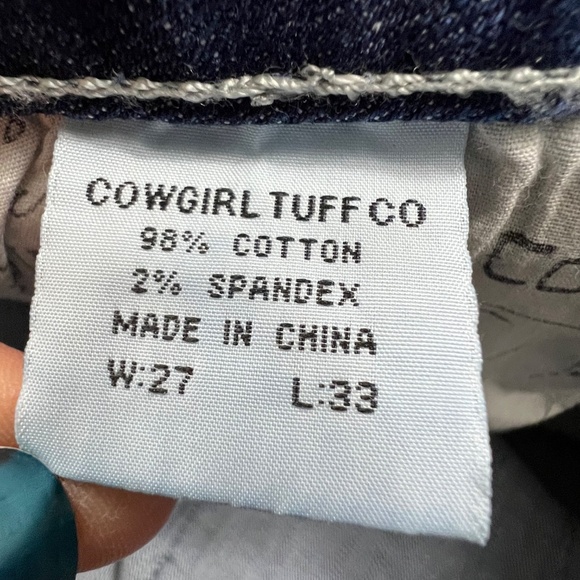 COWGIRL TUFF CO
98% COTTON
2% SPANDEX
MADE IN CHINA
W:27 L:33